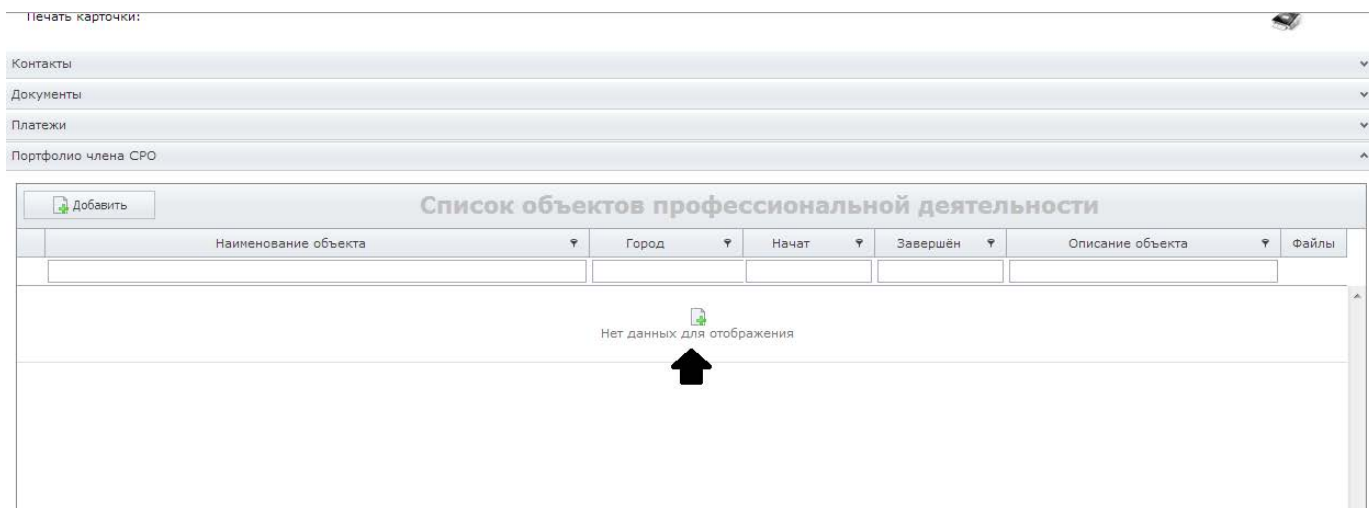 Печать карточки:
Контакты
Документы
Платежи
Портфолио члена СРО
Добавить
Список объектов профессиональной деятельности
Наименование объекта Город Начат Завершён Описание объекта Файлы
Нет данных для отображения